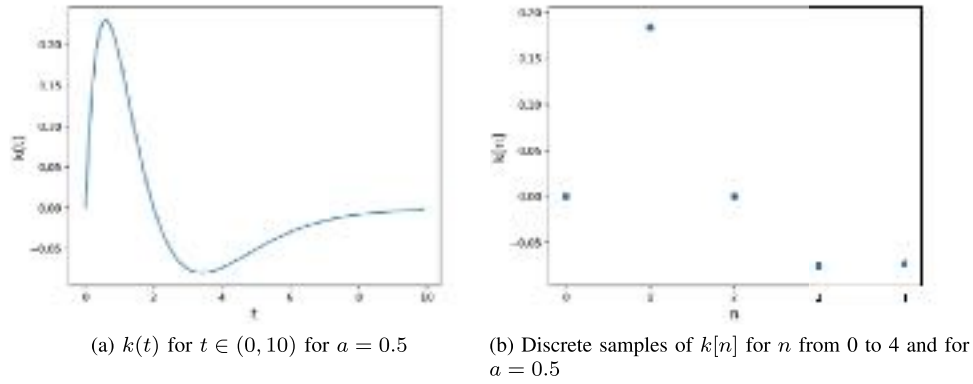 0.20
0.15
0.10
0.05
0.00
−0.05
k(t)
0 2 4 6 8 10
t
0.20
0.15
0.10
0.05
0.00
−0.05
k[n]
0
n
(a) k(t) for t ∈ (0, 10) for a = 0.5
(b) Discrete samples of k[n] for n from 0 to 4 and for
a = 0.5